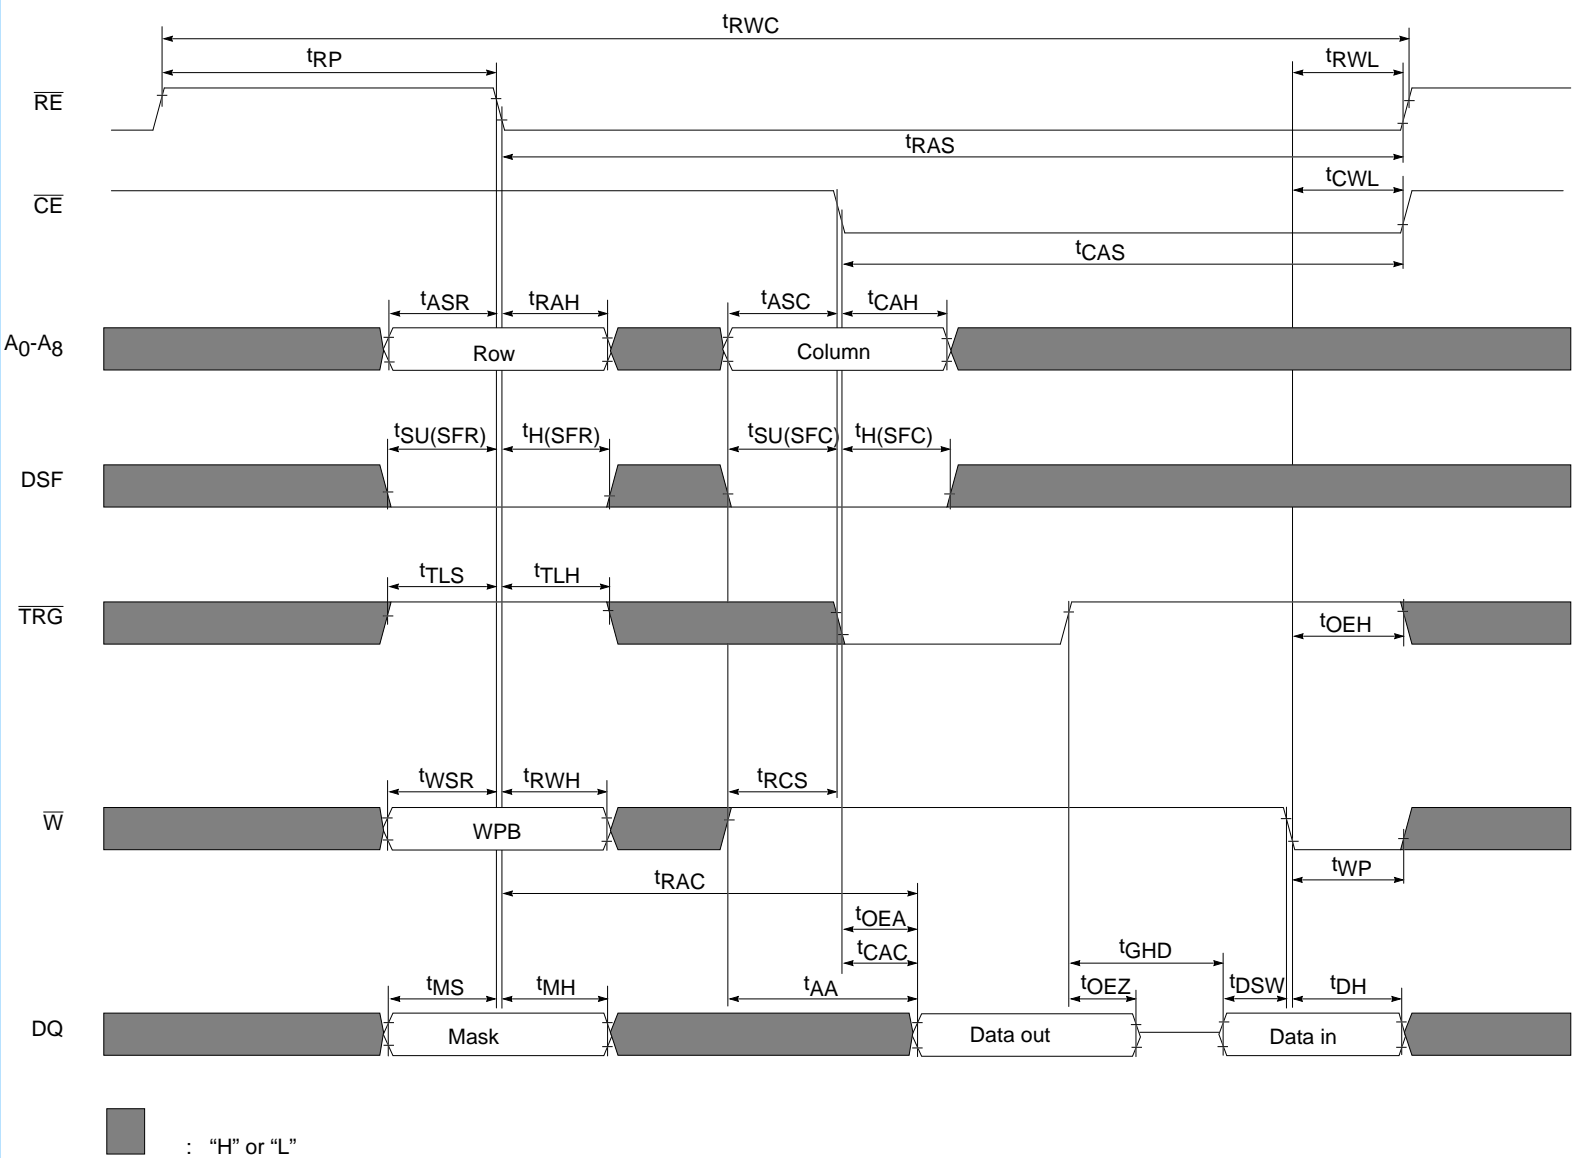 tRWC
tRP
tRWL
RE
tRAS
tCWL
CE
tCAS
tASR
tRAH
tASC
tCAH
A0-A8
Row
Column
tSU(SFR)
tH(SFR)
tSU(SFC)
tH(SFC)
DSF
tTLS
tTLH
TRG
tOEH
tWSR
tRWH
tRCS
W
WPB
tWP
tRAC
tOEA
tCAC
tGHD
tMS
tMH
tAA
tOEZ
tDSW
tDH
DQ
Mask
Data out
Data in
: “H” or “L”